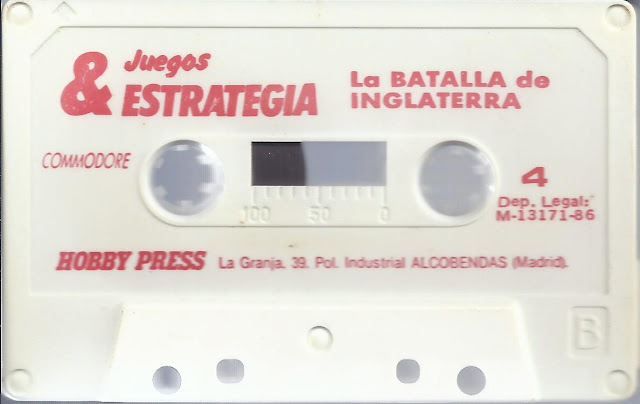 Juegos
& ESTRATEGIA
La BATALLA de
INGLATERRA
COMMODORE
100 50 0
4
Dep. Legal:
M-13171-86
HOBBY PRESS La Granja, 39. Pol. Industrial ALCOBENDAS (Madrid).
B